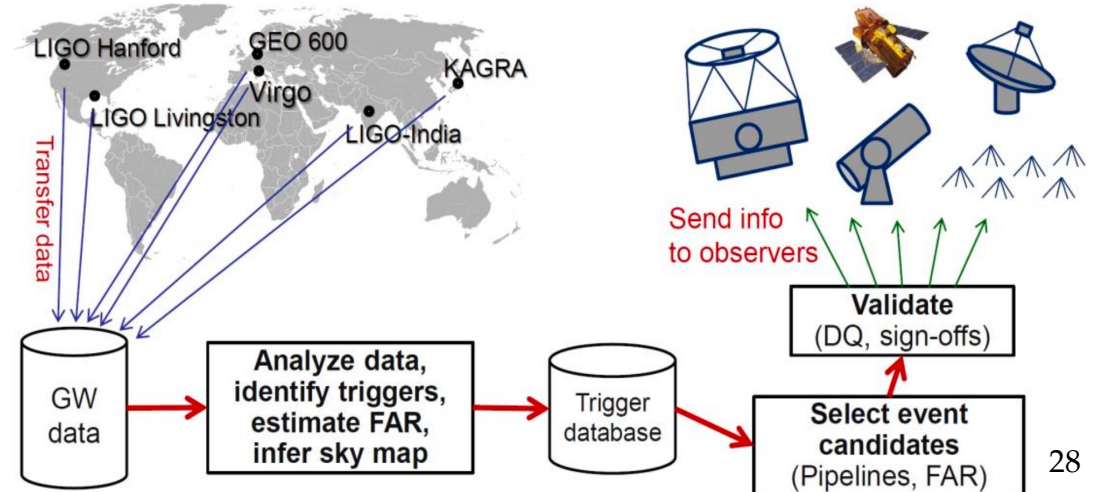 LIGO Hanford
GEO 600
KAGRA
Virgo
LIGO Livingston
LIGO-India
Transfer data
Send info
to observers
Validate
(DQ, sign-offs)
GW
data
Analyze data,
identify triggers,
estimate FAR,
infer sky map
Trigger
database
Select event
candidates
(Pipelines, FAR)
28